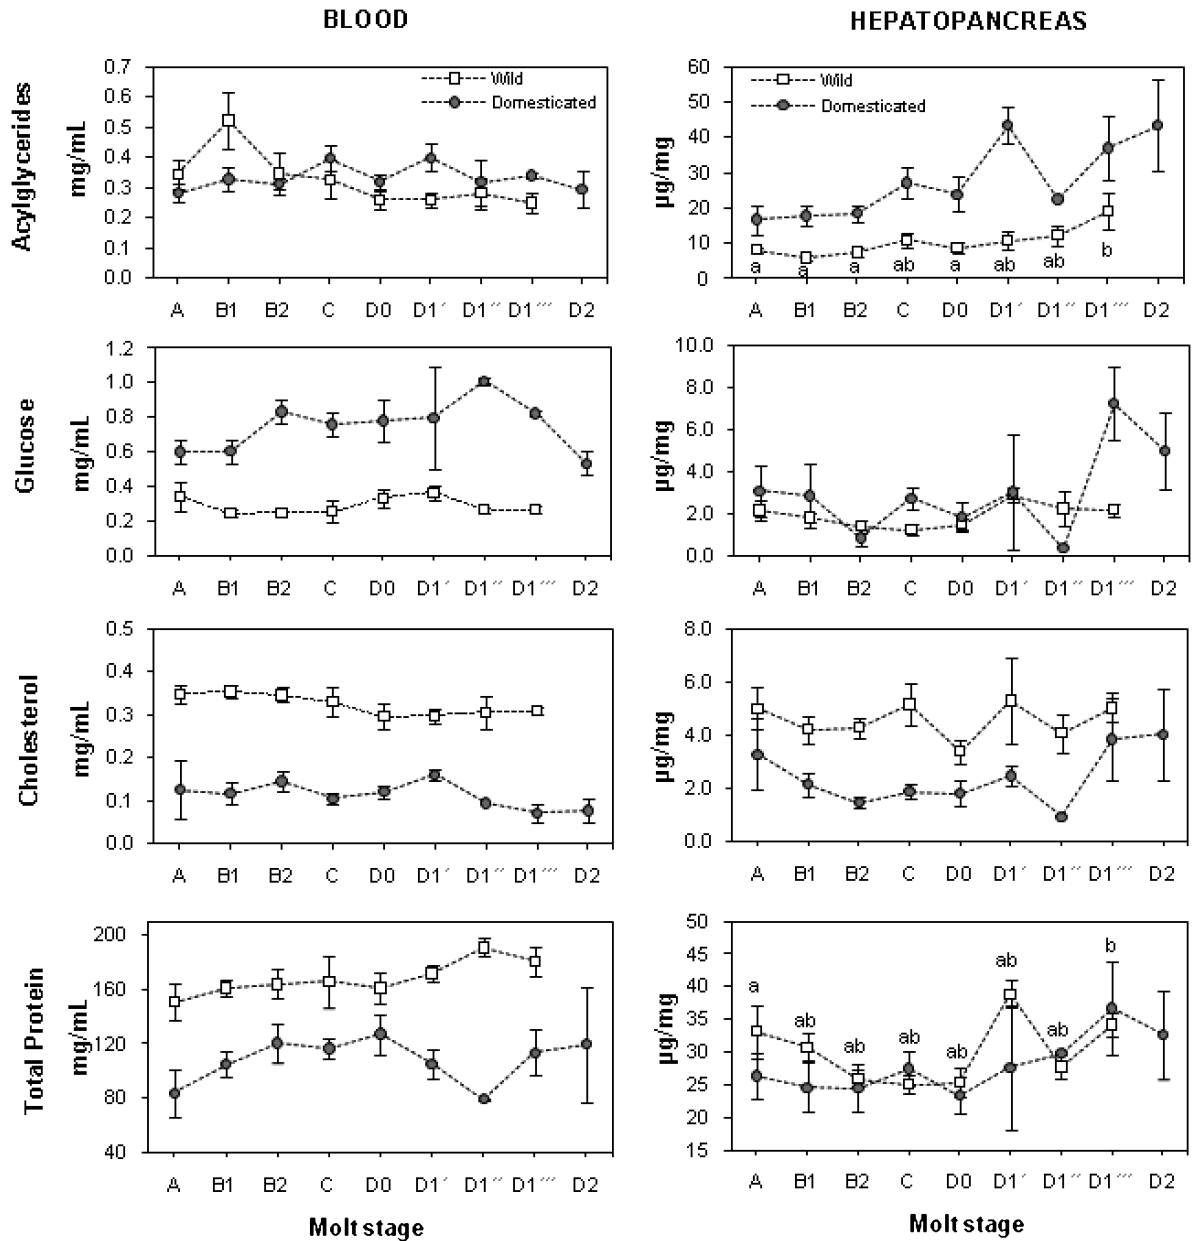 BLOOD
HEPATOPANCREAS
Acylglycerides
mg/mL
0.7
0.6
0.5
0.4
0.3
0.2
0.1
0.0
Wild
Domesticated
A B1 B2 C D0 D1´ D1´´ D1´´´ D2
µg/mg
60
50
40
30
20
10
0
Wild
Domesticated
a a a ab a ab ab b
A B1 B2 C D0 D1´ D1´´ D1´´´ D2
Glucose
mg/mL
1.2
1.0
0.8
0.6
0.4
0.2
0.0
A B1 B2 C D0 D1´ D1´´ D1´´´ D2
µg/mg
10.0
8.0
6.0
4.0
2.0
0.0
A B1 B2 C D0 D1´ D1´´ D1´´´ D2
Cholesterol
mg/mL
0.5
0.4
0.3
0.2
0.1
0.0
A B1 B2 C D0 D1´ D1´´ D1´´´ D2
µg/mg
8.0
6.0
4.0
2.0
0.0
A B1 B2 C D0 D1´ D1´´ D1´´´ D2
Total Protein
mg/mL
200
160
120
80
40
A B1 B2 C D0 D1´ D1´´ D1´´´ D2
Molt stage
µg/mg
50
45
40
35
30
25
20
15
a ab ab ab ab ab ab b
A B1 B2 C D0 D1´ D1´´ D1´´´ D2
Molt stage